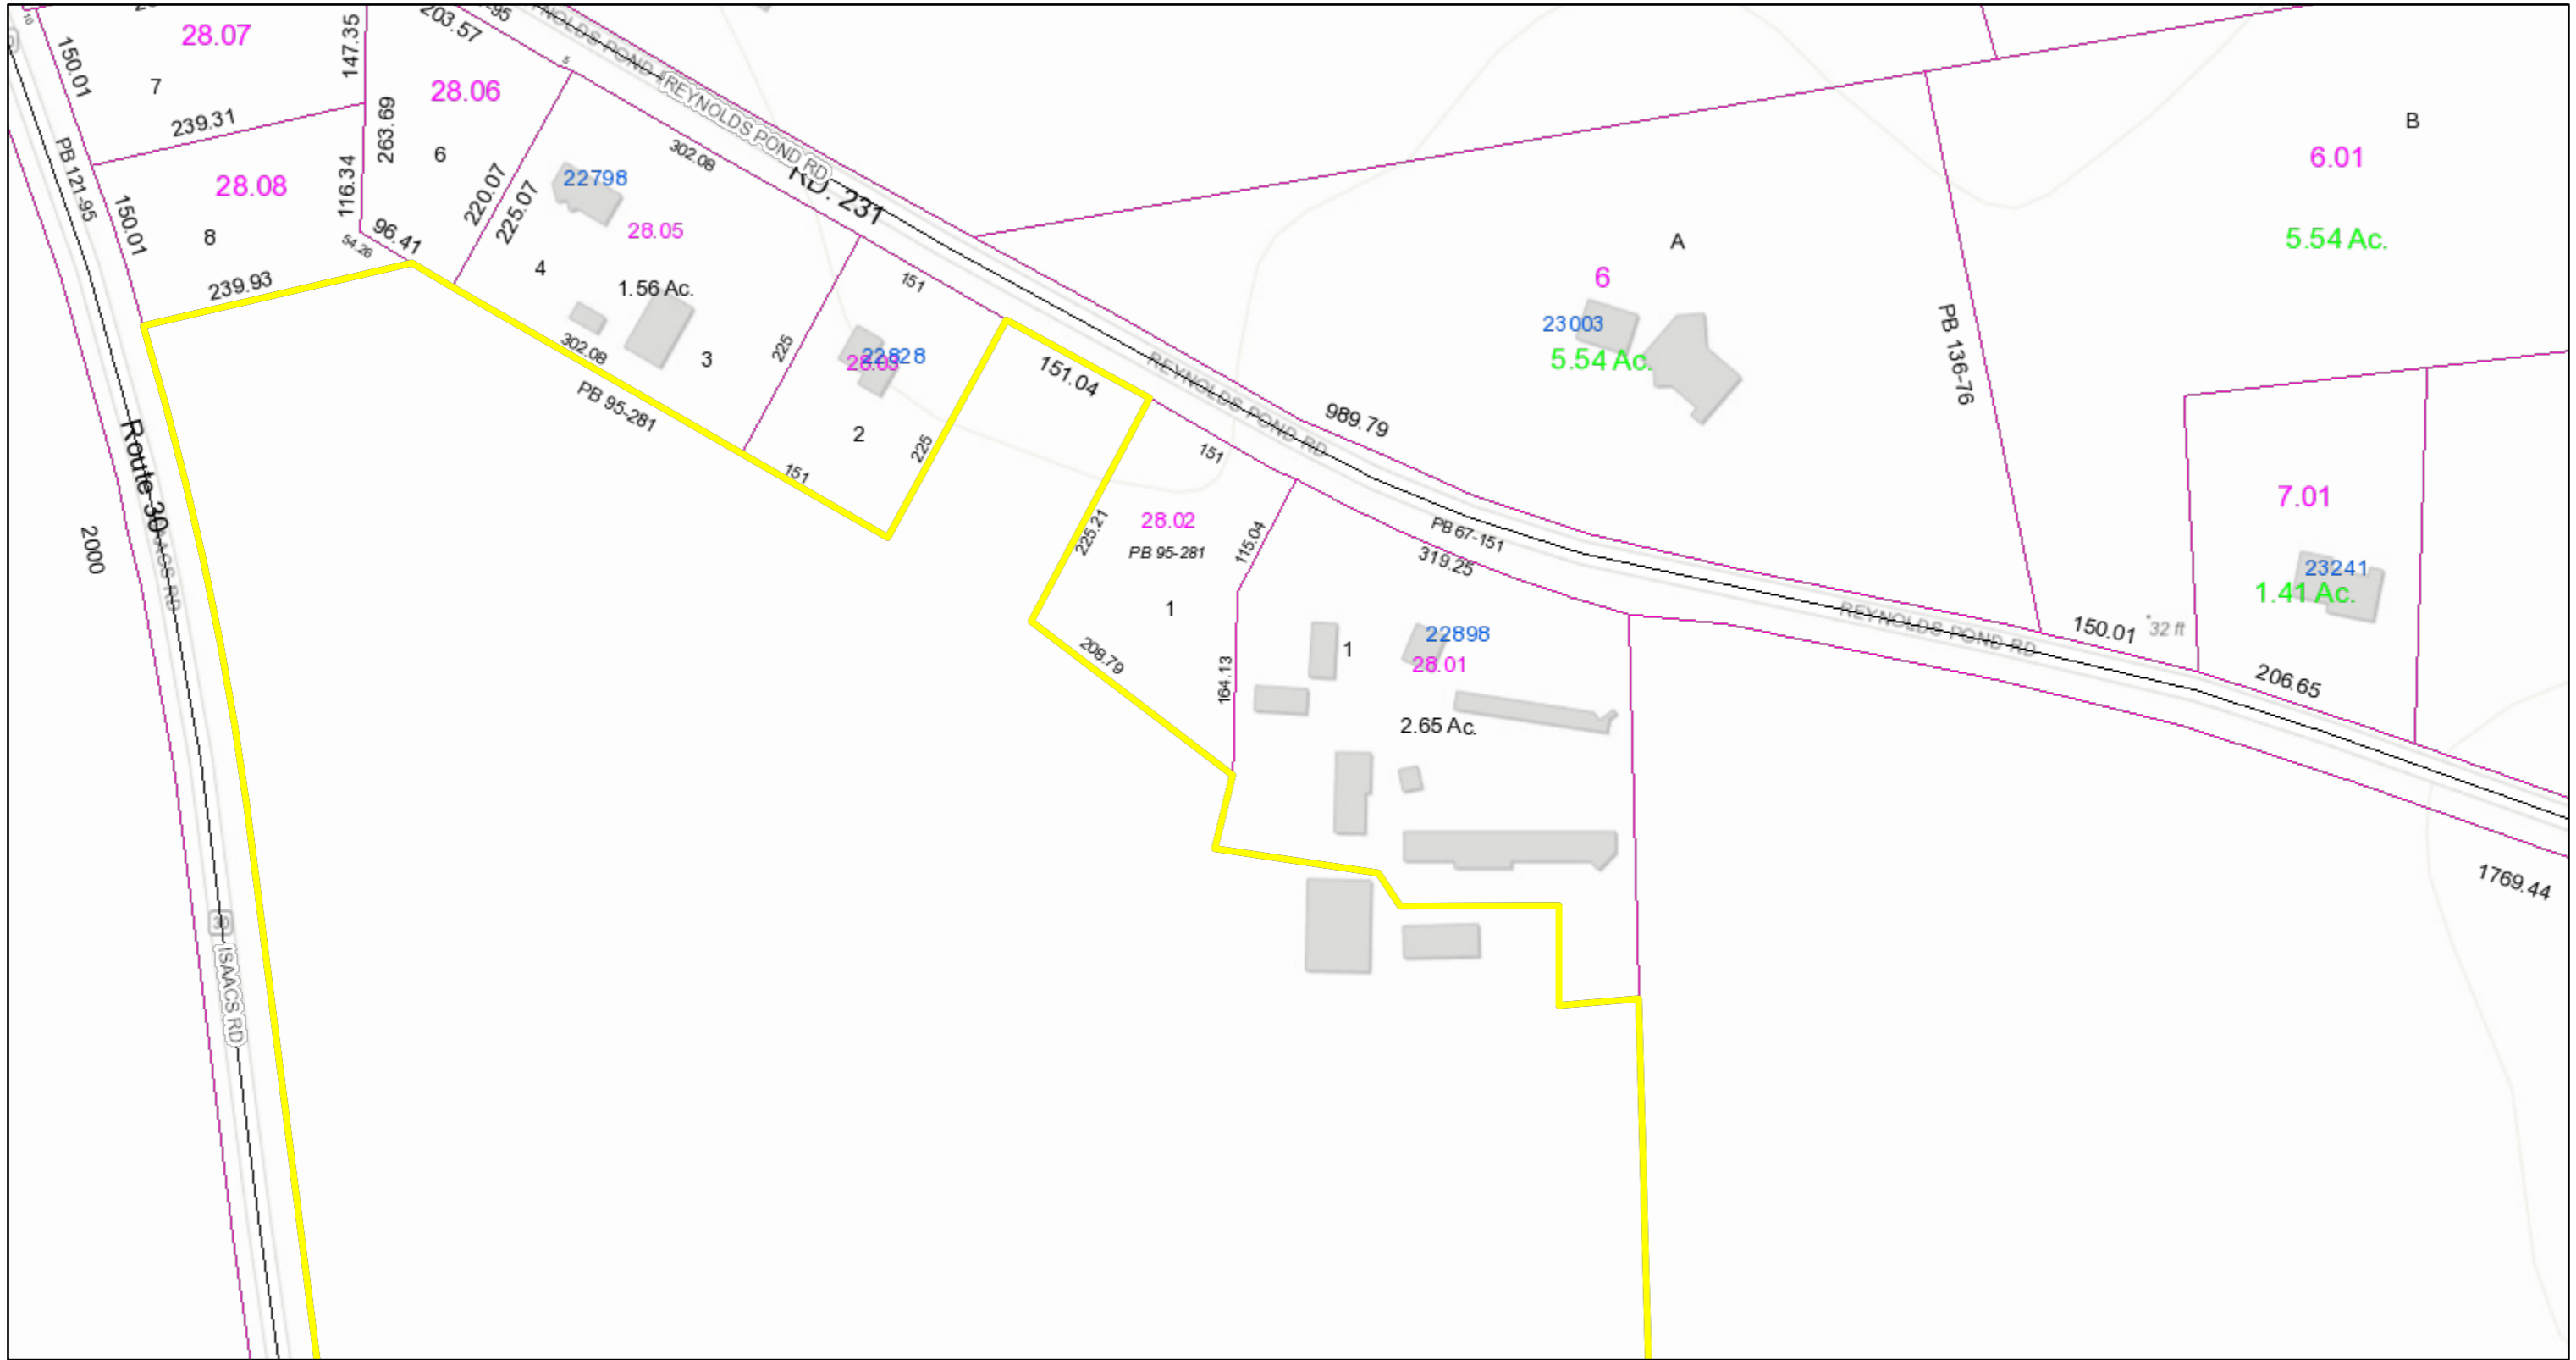 10
150.01
28.07
7
239.31
147.35
203.57
-95
REYNOLDS POND RD
RD. 231
28.06
263.69
6
5
220.07
225.07
302.08
PB 121-95
28.08
116.34
150.01
8
96.41
54.26
239.93
22798
28.05
4
1.56 Ac.
302.08
3
PB 95-281
225
151
22828
28.03
2
225
151
151.04
REYNOLDS POND RD
151
225.21
28.02
PB 95-281
1
115.04
208.79
164.13
989.79
PB 67-151
319.25
1
22898
28.01
2.65 Ac.
A
6
23003
5.54 Ac.
PB 136-76
B
6.01
5.54 Ac.
7.01
23241
1.41 Ac.
REYNOLDS POND RD
150.01
32 ft
206.65
1769.44
Route 30
ISAACS RD
2000
30
ISAACS RD